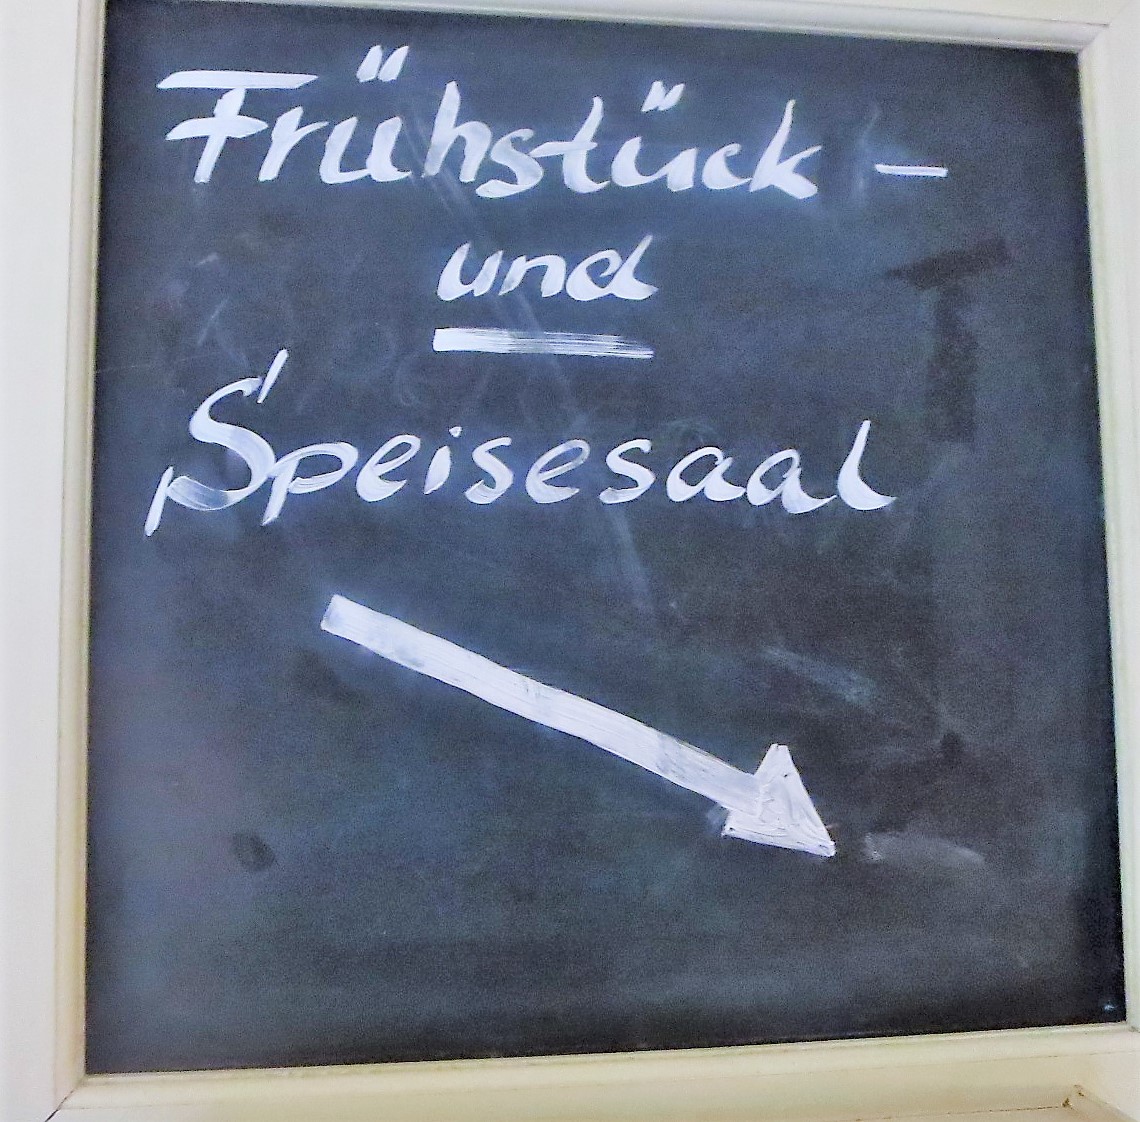 Frühstück –
und
Speisesaal